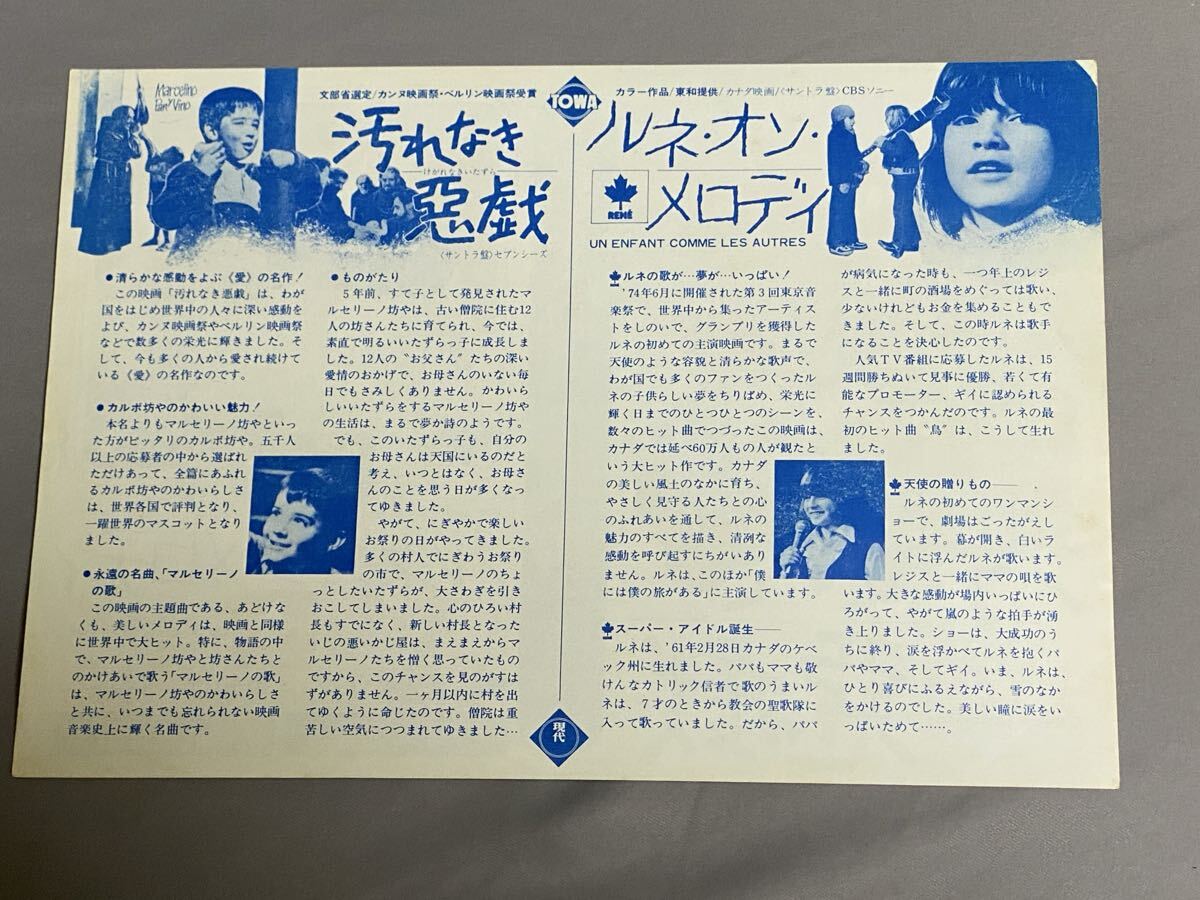 Marcelino
Pan y Vino
文部省選定/カンヌ映画祭・ベルリン映画祭受賞
汚れなき
けがれなきいたずら
惡戯
〈サントラ盤〉セブンシーズ
●清らかな感動をよぶ《愛》の名作!
この映画「汚れなき悪戯」は、わが
国をはじめ世界中の人々に深い感動を
よび、カンヌ映画祭やベルリン映画祭
などで数多くの栄光に輝きました。そ
して、今も多くの人から愛され続けて
いる《愛》の名作なのです。
●カルボ坊やのかわいい魅力!
本名よりもマルセリーノ坊やといっ
た方がピッタリのカルボ坊や。五千人
以上の応募者の中から選ばれ
ただけあって、全篇にあふれ
るカルボ坊やのかわいらしさ
は、世界各国で評判となり、
一躍世界のマスコットとなり
ました。
●永遠の名曲、「マルセリーノ
の歌」
この映画の主題曲である、あどけな
くも、美しいメロディは、映画と同様
に世界中で大ヒット。特に、物語の中
で、マルセリーノ坊やと坊さんたちと
のかけあいで歌う「マルセリーノの歌」
は、マルセリーノ坊やのかわいらしさ
と共に、いつまでも忘れられない映画
音楽史上に輝く名曲です。
●ものがたり
5年前、すて子として発見されたマ
ルセリーノ坊やは、古い僧院に住む12
人の坊さんたちに育てられ、今では、
素直で明るいいたずらっ子に成長しま
した。12人の〝お父さん〟たちの深い
愛情のおかげで、お母さんのいない毎
日でもさみしくありません。かわいら
しいいたずらをするマルセリーノ坊や
の生活は、まるで夢か詩のようです。
でも、このいたずらっ子も、自分の
お母さんは天国にいるのだと
考え、いつとはなく、お母さ
んのことを思う日が多くなっ
てゆきました。
やがて、にぎやかで楽しい
お祭りの日がやってきました。
多くの村人でにぎわうお祭り
の市で、マルセリーノのちょ
っとしたいたずらが、大さわぎを引き
おこしてしまいました。心のひろい村
長もすでになく、新しい村長となった
いじの悪いかじ屋は、まえまえからマ
ルセリーノたちを憎く思っていたもの
ですから、このチャンスを見のがすは
ずがありません。一ヶ月以内に村を出
てゆくように命じたのです。僧院は重
苦しい空気につつまれてゆきました…
TOWA
現代
カラー作品/東和提供/カナダ映画/〈サントラ盤〉CBSソニー
ルネ・オン・
メロディ
RENÉ
UN ENFANT COMME LES AUTRES
ルネの歌が…夢が…いっぱい!
'74年6月に開催された第3回東京音
楽祭で、世界中から集ったアーティス
トをしのいで、グランプリを獲得した
ルネの初めての主演映画です。まるで
天使のような容貌と清らかな歌声で、
わが国でも多くのファンをつくったル
ネの子供らしい夢をちりばめ、栄光に
輝く日までのひとつひとつのシーンを、
数々のヒット曲でつづったこの映画は、
カナダでは延べ60万人もの人が観たと
いう大ヒット作です。カナダ
の美しい風土のなかに育ち、
やさしく見守る人たちとの心
のふれあいを通して、ルネの
魅力のすべてを描き、清冽な
感動を呼び起すにちがいあり
ません。ルネは、このほか「僕
には僕の旅がある」に主演しています。
スーパー・アイドル誕生——
ルネは、'61年2月28日カナダのケベ
ック州に生れました。パパもママも敬
けんなカトリック信者で歌のうまいル
ネは、7才のときから教会の聖歌隊に
入って歌っていました。だから、パパ
が病気になった時も、一つ年上のレジ
スと一緒に町の酒場をめぐっては歌い、
少ないけれどもお金を集めることもで
きました。そして、この時ルネは歌手
になることを決心したのです。
人気TV番組に応募したルネは、15
週間勝ちぬいて見事に優勝、若くて有
能なプロモーター、ギイに認められる
チャンスをつかんだのです。ルネの最
初のヒット曲〝鳥〟は、こうして生れ
ました。
天使の贈りもの——
ルネの初めてのワンマンシ
ョーで、劇場はごったがえし
ています。幕が開き、白いラ
イトに浮んだルネが歌います。
レジスと一緒にママの唄を歌
います。大きな感動が場内いっぱいにひ
ろがって、やがて嵐のような拍手が湧
き上りました。ショーは、大成功のう
ちに終り、涙を浮かべてルネを抱くパ
パやママ、そしてギイ。いま、ルネは、
ひとり喜びにふるえながら、雪のなか
をかけるのでした。美しい瞳に涙をい
っぱいためて……。